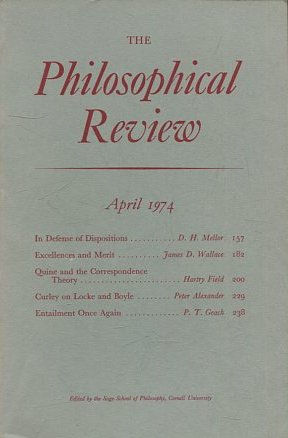 THE
Philosophical
Review
April 1974
In Defense of Dispositions ........... D. H. Mellor 157
Excellences and Merit .......... James D. Wallace 182
Quine and the Correspondence
Theory ........................ Hartry Field 200
Curley on Locke and Boyle ........ Peter Alexander 229
Entailment Once Again ............. P. T. Geach 238
Edited by the Sage School of Philosophy, Cornell University